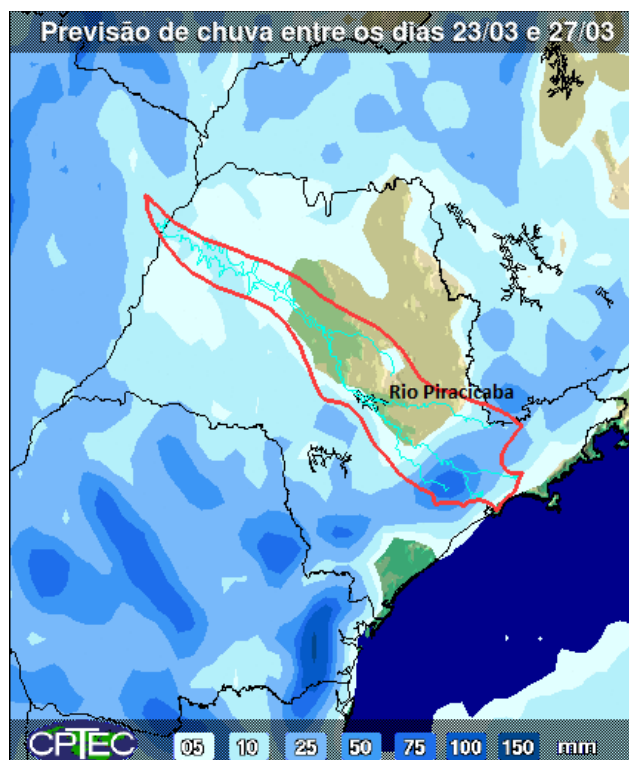 Previsão de chuva entre os dias 23/03 e 27/03
Rio Piracicaba
CPTEC 05 10 25 50 75 100 150 mm